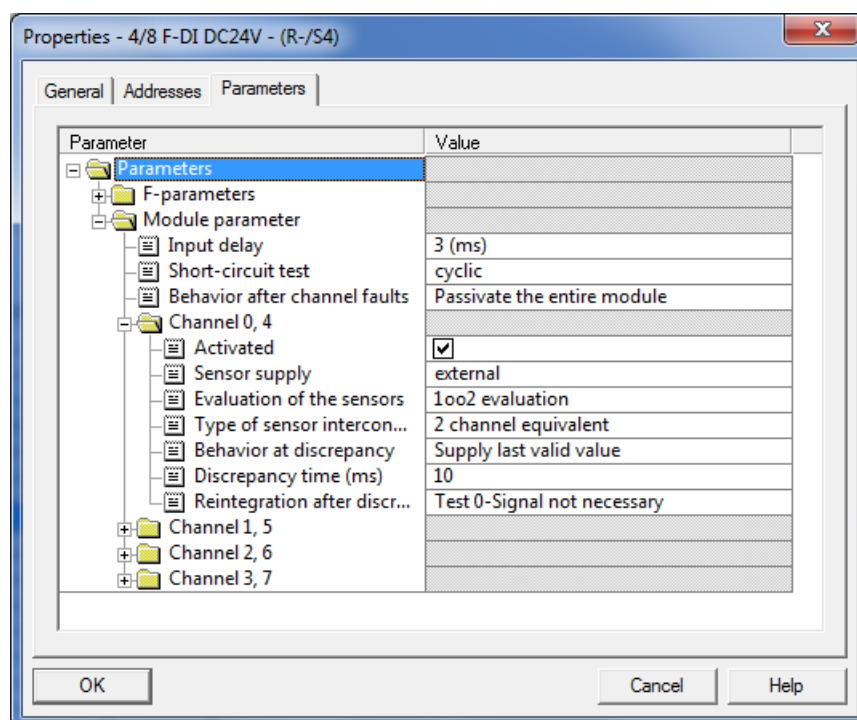 Properties - 4/8 F-DI DC24V - (R-/S4)
General Addresses Parameters
Parameter Value
Parameters
F-parameters
Module parameter
Input delay 3 (ms)
Short-circuit test cyclic
Behavior after channel faults Passivate the entire module
Channel 0, 4
Activated
Sensor supply external
Evaluation of the sensors 1oo2 evaluation
Type of sensor intercon... 2 channel equivalent
Behavior at discrepancy Supply last valid value
Discrepancy time (ms) 10
Reintegration after discr... Test 0-Signal not necessary
Channel 1, 5
Channel 2, 6
Channel 3, 7
OK Cancel Help